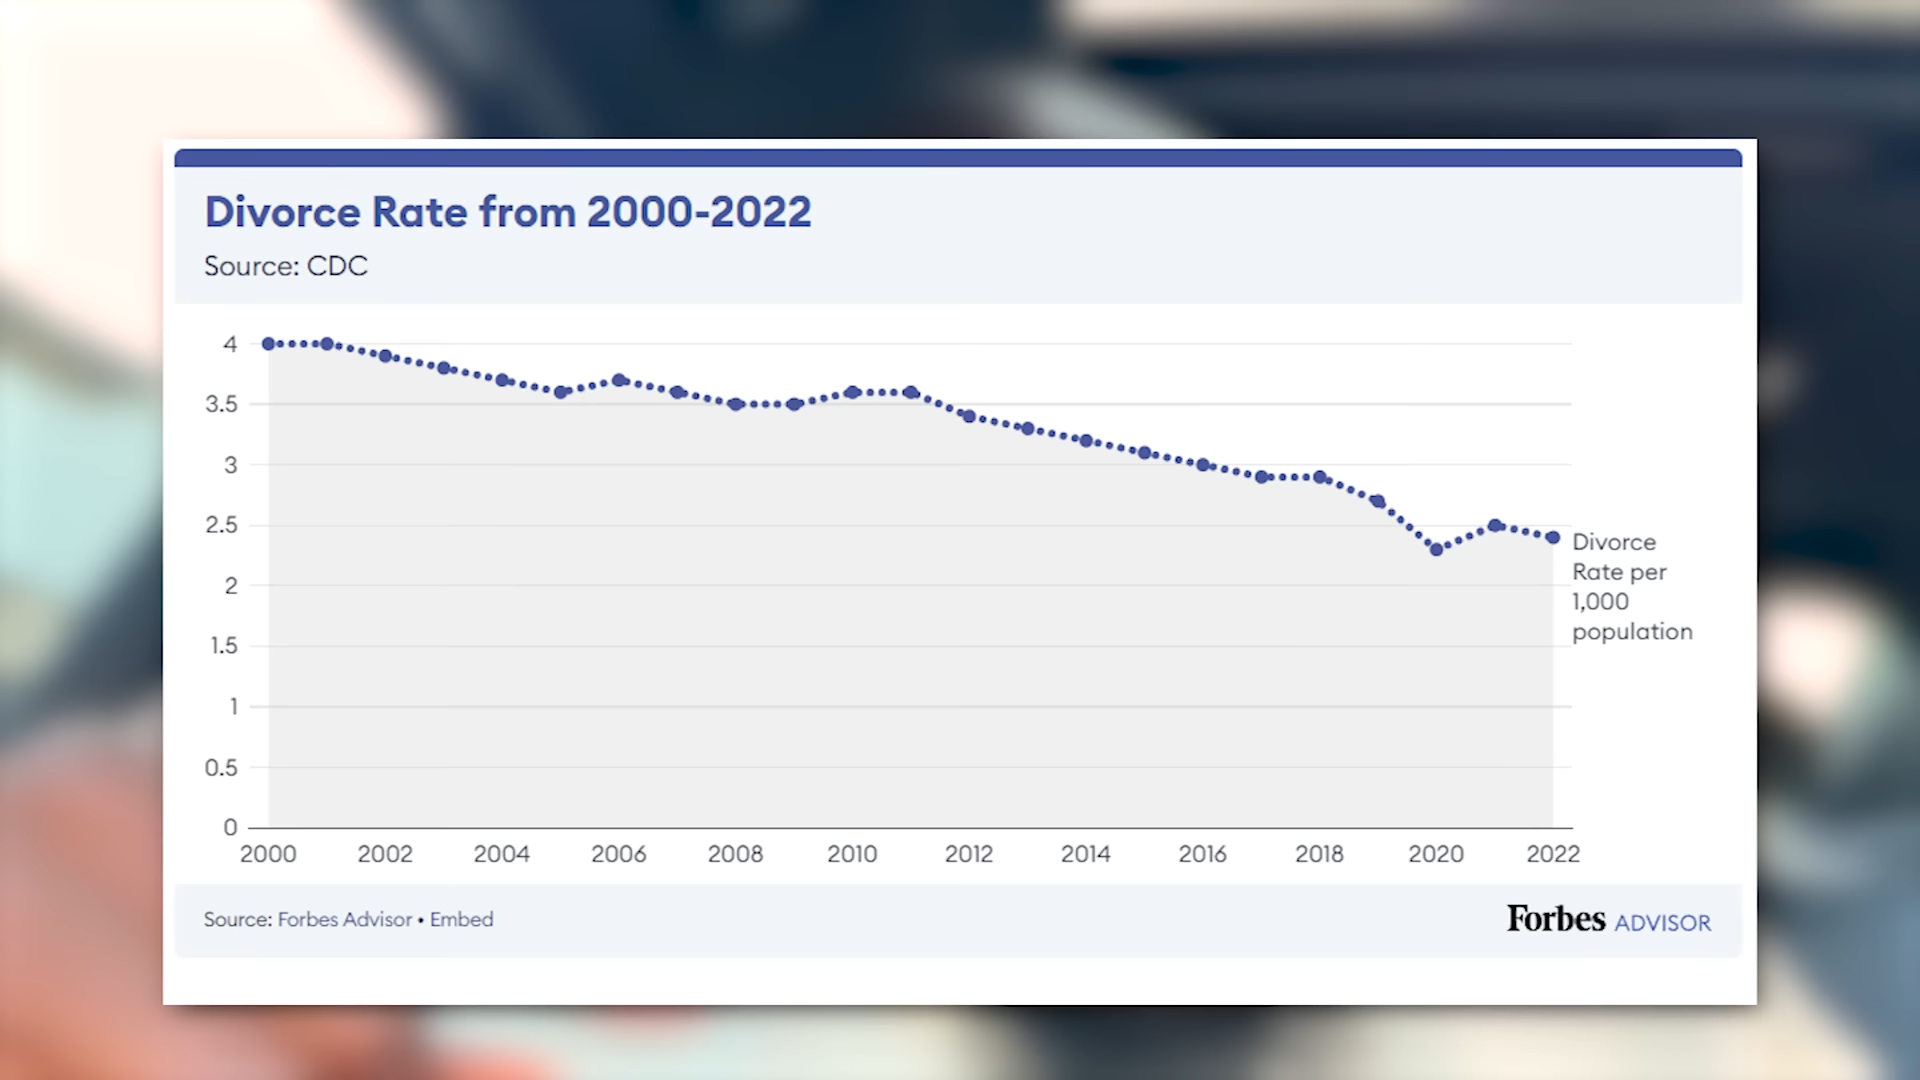 Divorce Rate from 2000-2022
Source: CDC
4
3.5
3
2.5
2
1.5
1
0.5
0
Divorce
Rate per
1,000
population
2000 2002 2004 2006 2008 2010 2012 2014 2016 2018 2020 2022
Source: Forbes Advisor • Embed
Forbes ADVISOR